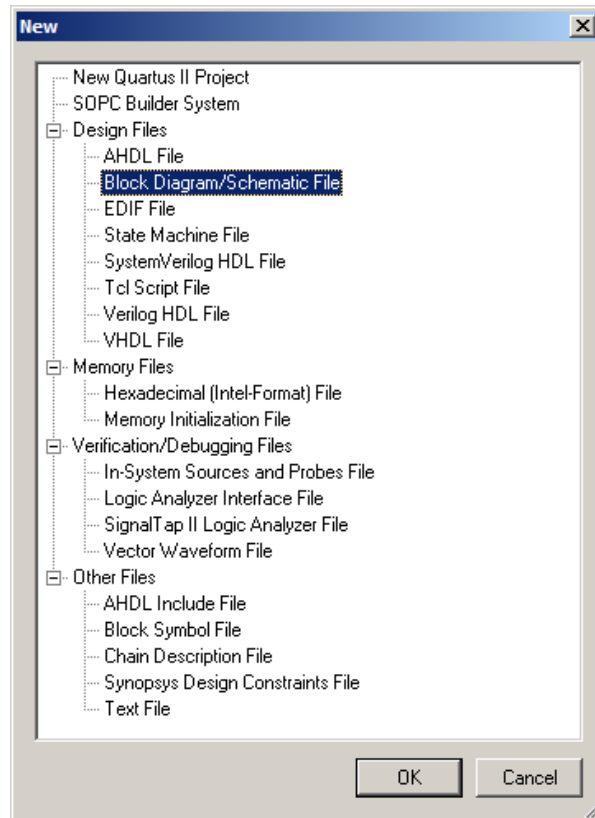 New
New Quartus II Project
SOPC Builder System
Design Files
AHDL File
Block Diagram/Schematic File
EDIF File
State Machine File
SystemVerilog HDL File
Tcl Script File
Verilog HDL File
VHDL File
Memory Files
Hexadecimal (Intel-Format) File
Memory Initialization File
Verification/Debugging Files
In-System Sources and Probes File
Logic Analyzer Interface File
SignalTap II Logic Analyzer File
Vector Waveform File
Other Files
AHDL Include File
Block Symbol File
Chain Description File
Synopsys Design Constraints File
Text File
OK Cancel